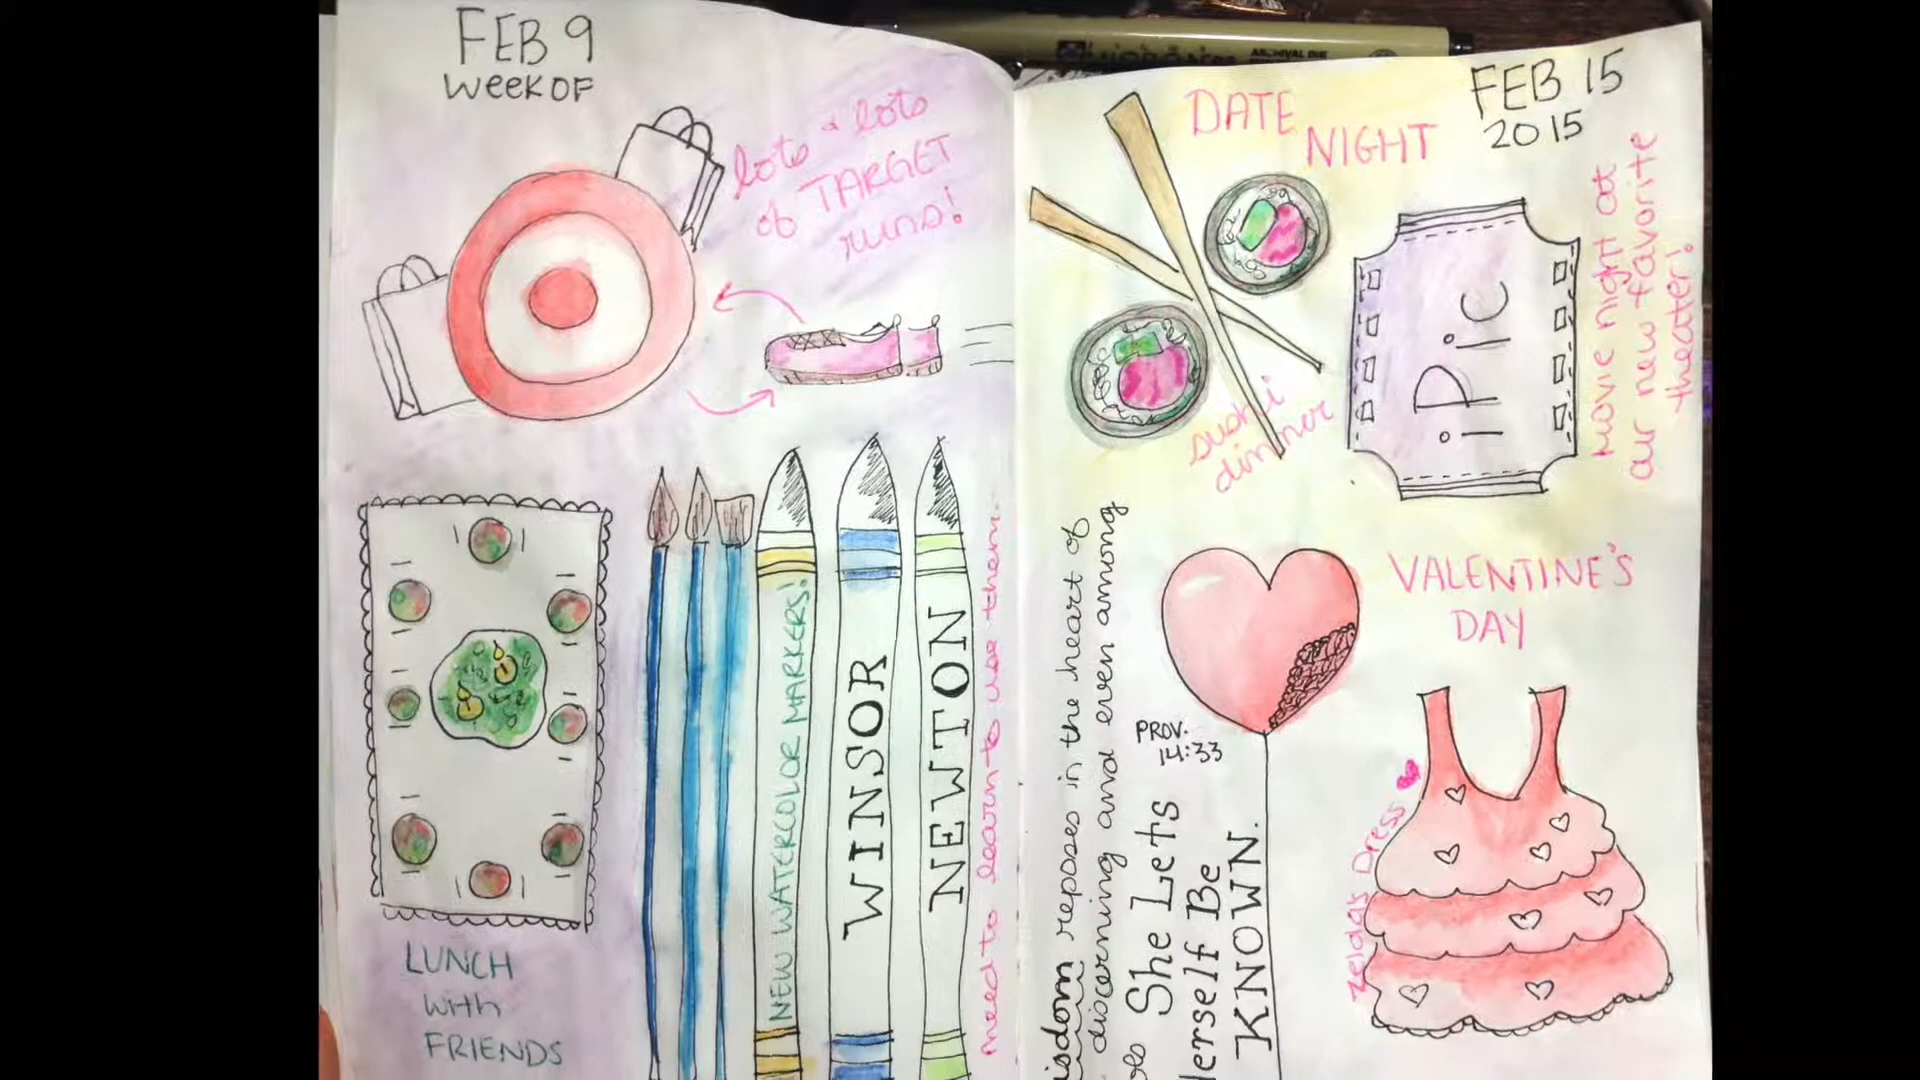 FEB 9
WEEK OF
lots & lots
of TARGET
runs!
LUNCH
with
FRIENDS
NEW WATERCOLOR MARKERS!
WINSOR
NEWTON
need to learn to use them.
ARCHIVAL INK
DATE
NIGHT
FEB 15
2015
sushi
dinner
iPic
Movie night at
our new favorite
theater!
VALENTINE'S
DAY
Zelda's Dress
PROV.
14:33
reposes in the heart of
discerning and even among
She Lets
Be
KNOWN.